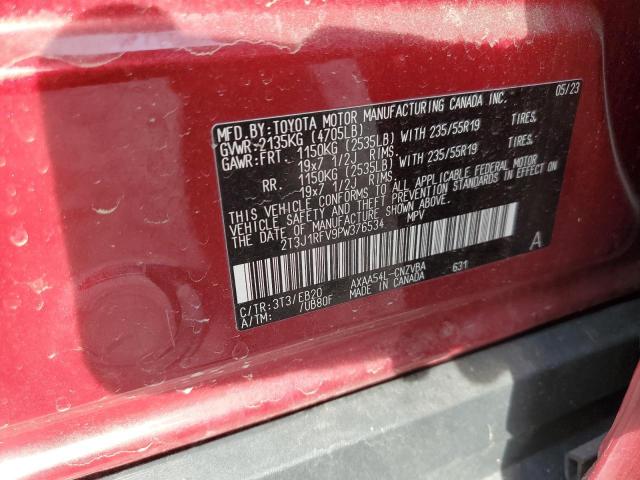 MFD.BY:TOYOTA MOTOR MANUFACTURING CANADA INC. 05/23
GVWR:2135KG (4705LB)
GAWR:FRT. 1150KG (2535LB) WITH 235/55R19 TIRES.
19x7 1/2J RIMS
RR. 1150KG (2535LB) WITH 235/55R19 TIRES.
19x7 1/2J RIMS
THIS VEHICLE CONFORMS TO ALL APPLICABLE FEDERAL MOTOR
VEHICLE SAFETY AND THEFT PREVENTION STANDARDS IN EFFECT ON
THE DATE OF MANUFACTURE SHOWN ABOVE.
2T3J1RFV9PW376534 MPV
A
C/TR:3T3/EB20 AXAA54L-CNZVBA 631
A/TM: /UB80F MADE IN CANADA